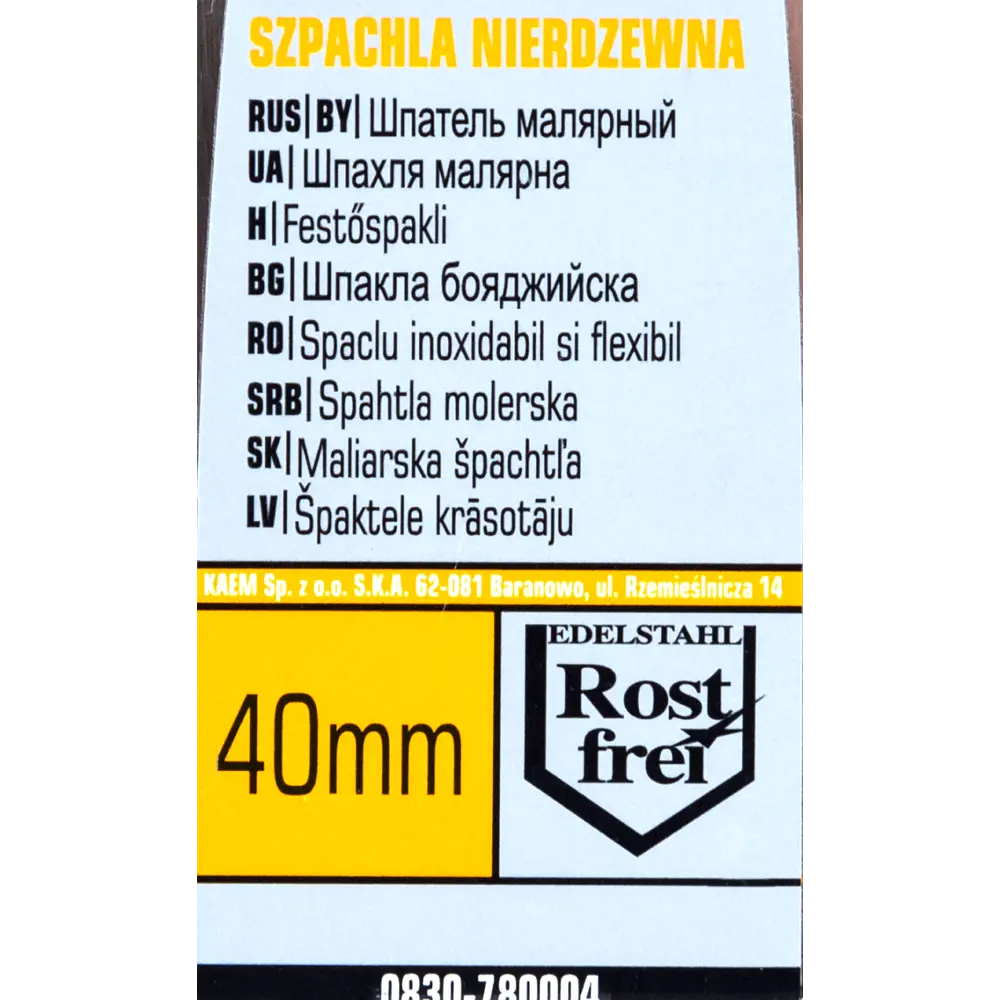 SZPACHLA NIERDZEWNA
RUS|BY|Шпатель малярный
UA|Шпахля малярна
H|Festőspakli
BG|Шпакла бояджийска
RO|Spaclu inoxidabil si flexibil
SRB|Spahtla molerska
SK|Maliarska špachtľa
LV|Špaktele krāsotāju
KAEM Sp. z o.o. S.K.A. 62-081 Baranowo, ul. Rzemieślnicza 14
40mm
EDELSTAHL
Rost
frei
0830-780004